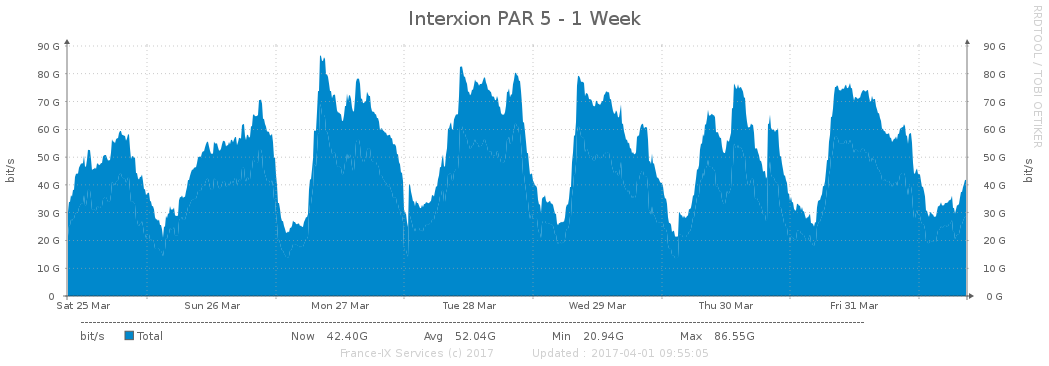 Interxion PAR 5 - 1 Week
RRDTOOL / TOBI OETIKER
bit/s
90 G
80 G
70 G
60 G
50 G
40 G
30 G
20 G
10 G
0
90 G
80 G
70 G
60 G
50 G
40 G
30 G
20 G
10 G
0 G
bit/s
Sat 25 Mar Sun 26 Mar Mon 27 Mar Tue 28 Mar Wed 29 Mar Thu 30 Mar Fri 31 Mar
bit/s Total Now 42.40G Avg 52.04G Min 20.94G Max 86.55G
France-IX Services (c) 2017 Updated : 2017-04-01 09:55:05